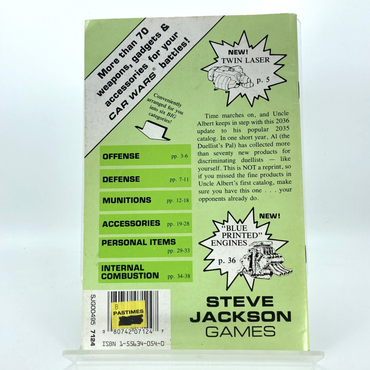 More than 70
weapons, gadgets &
accessories for your
CAR WARS® battles!
Conveniently
arranged for you
into six BIG
categories!
NEW!
TWIN LASER
p. 5
Time marches on, and Uncle
Albert keeps in step with this 2036
update to his popular 2035
catalog. In one short year, Al (the
Duellist's Pal) has collected more
than seventy new products for
discriminating duellists — like
yourself. This is NOT a reprint, so
if you missed the fine products in
Uncle Albert's first catalog, make
sure you have this one . . . your
opponents already do.
OFFENSE pp. 3-6
DEFENSE pp. 7-11
MUNITIONS pp. 12-18
ACCESSORIES pp. 19-28
PERSONAL ITEMS
pp. 29-33
INTERNAL
COMBUSTION pp. 34-38
NEW!
"BLUE
PRINTED"
ENGINES
p. 36
SJG00495 7124
PASTIMES
80742 07124
ISBN 1-55634-054-0
STEVE
JACKSON
GAMES